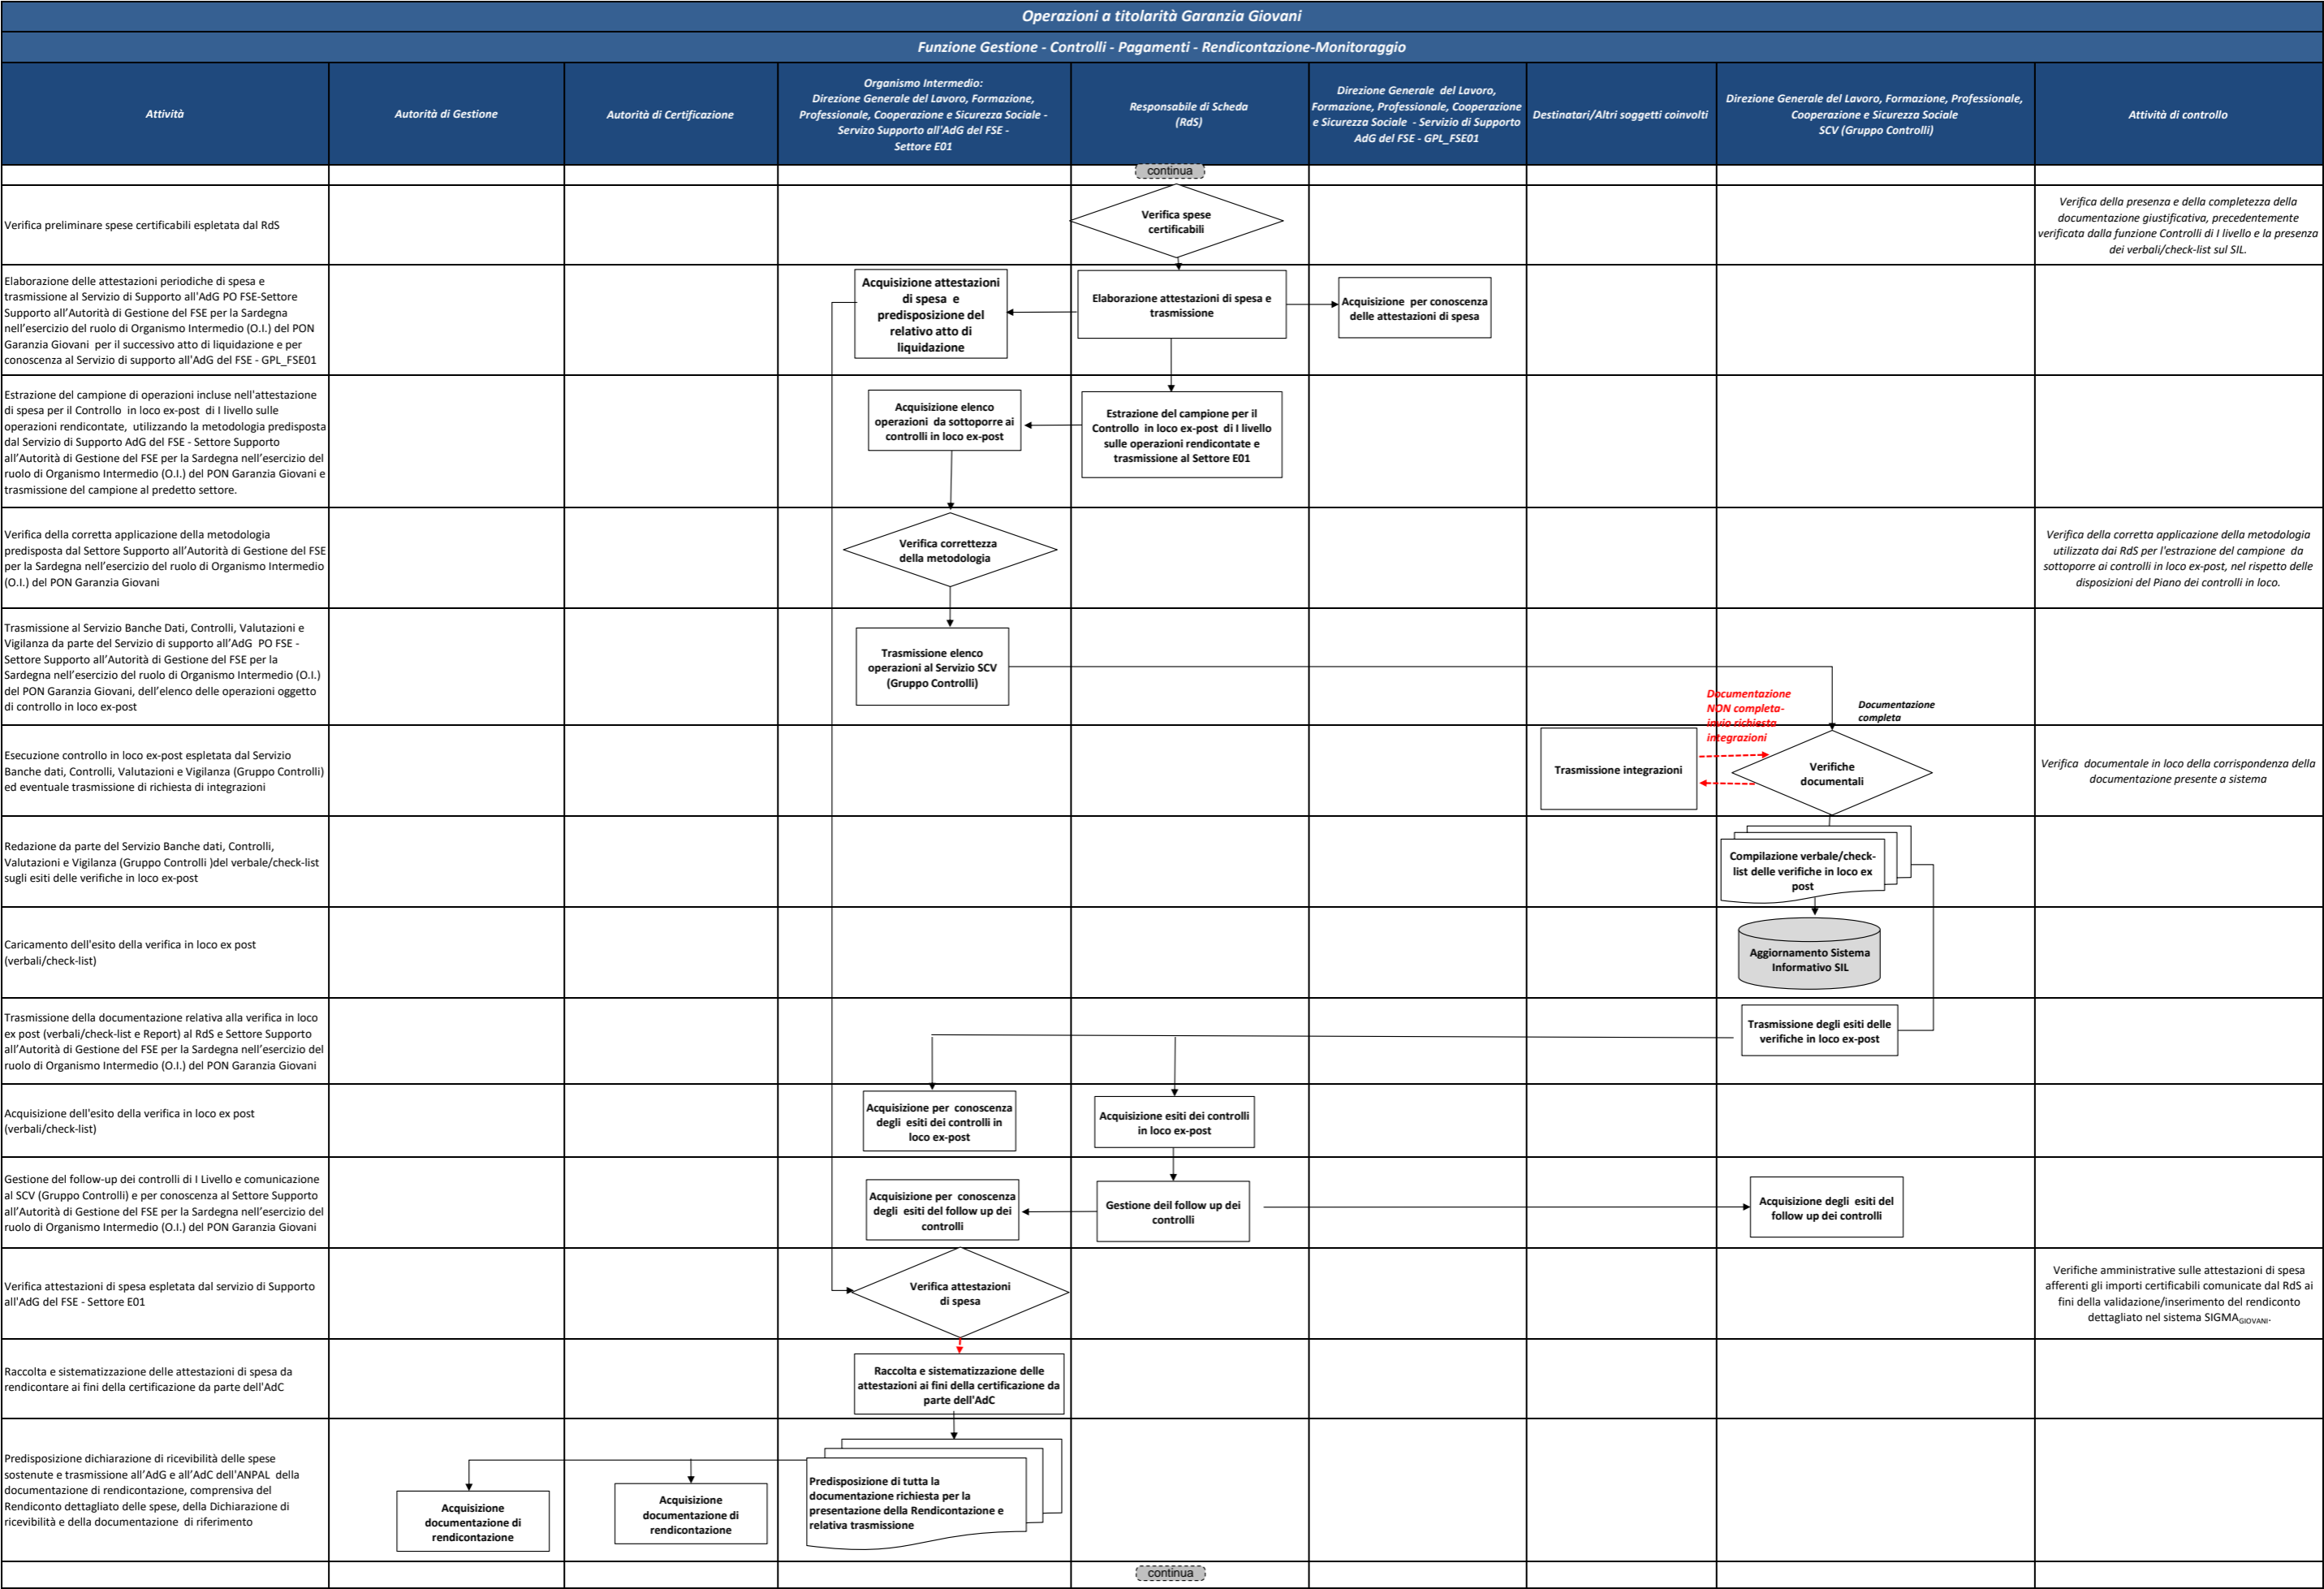 Operazioni a titolarità Garanzia Giovani
Funzione Gestione - Controlli - Pagamenti - Rendicontazione-Monitoraggio
Attività
Autorità di Gestione
Autorità di Certificazione
Organismo Intermedio:
Direzione Generale del Lavoro, Formazione,
Professionale, Cooperazione e Sicurezza Sociale -
Servizo Supporto all'AdG del FSE -
Settore E01
Responsabile di Scheda
(RdS)
Direzione Generale del Lavoro,
Formazione, Professionale, Cooperazione
e Sicurezza Sociale - Servizio di Supporto
AdG del FSE - GPL_FSE01
Destinatari/Altri soggetti coinvolti
Direzione Generale del Lavoro, Formazione, Professionale,
Cooperazione e Sicurezza Sociale
SCV (Gruppo Controlli)
Attività di controllo
continua
Verifica preliminare spese certificabili espletata dal RdS
Verifica spese
certificabili
Verifica della presenza e della completezza della
documentazione giustificativa, precedentemente
verificata dalla funzione Controlli di I livello e la presenza
dei verbali/check-list sul SIL.
Elaborazione delle attestazioni periodiche di spesa e
trasmissione al Servizio di Supporto all'AdG PO FSE-Settore
Supporto all'Autorità di Gestione del FSE per la Sardegna
nell'esercizio del ruolo di Organismo Intermedio (O.I.) del PON
Garanzia Giovani per il successivo atto di liquidazione e per
conoscenza al Servizio di supporto all'AdG del FSE - GPL_FSE01
Acquisizione attestazioni
di spesa e
predisposizione del
relativo atto di
liquidazione
Elaborazione attestazioni di spesa e
trasmissione
Acquisizione per conoscenza
delle attestazioni di spesa
Estrazione del campione di operazioni incluse nell'attestazione
di spesa per il Controllo in loco ex-post di I livello sulle
operazioni rendicontate, utilizzando la metodologia predisposta
dal Servizio di Supporto AdG del FSE - Settore Supporto
all'Autorità di Gestione del FSE per la Sardegna nell'esercizio del
ruolo di Organismo Intermedio (O.I.) del PON Garanzia Giovani e
trasmissione del campione al predetto settore.
Acquisizione elenco
operazioni da sottoporre ai
controlli in loco ex-post
Estrazione del campione per il
Controllo in loco ex-post di I livello
sulle operazioni rendicontate e
trasmissione al Settore E01
Verifica della corretta applicazione della metodologia
predisposta dal Settore Supporto all'Autorità di Gestione del FSE
per la Sardegna nell'esercizio del ruolo di Organismo Intermedio
(O.I.) del PON Garanzia Giovani
Verifica correttezza
della metodologia
Verifica della corretta applicazione della metodologia
utilizzata dai RdS per l'estrazione del campione da
sottoporre ai controlli in loco ex-post, nel rispetto delle
disposizioni del Piano dei controlli in loco.
Trasmissione al Servizio Banche Dati, Controlli, Valutazioni e
Vigilanza da parte del Servizio di supporto all'AdG PO FSE -
Settore Supporto all'Autorità di Gestione del FSE per la
Sardegna nell'esercizio del ruolo di Organismo Intermedio (O.I.)
del PON Garanzia Giovani, dell'elenco delle operazioni oggetto
di controllo in loco ex-post
Trasmissione elenco
operazioni al Servizio SCV
(Gruppo Controlli)
Documentazione
NON completa-
invio richiesta
integrazioni
Documentazione
completa
Esecuzione controllo in loco ex-post espletata dal Servizio
Banche dati, Controlli, Valutazioni e Vigilanza (Gruppo Controlli)
ed eventuale trasmissione di richiesta di integrazioni
Trasmissione integrazioni
Verifiche
documentali
Verifica documentale in loco della corrispondenza della
documentazione presente a sistema
Redazione da parte del Servizio Banche dati, Controlli,
Valutazioni e Vigilanza (Gruppo Controlli )del verbale/check-list
sugli esiti delle verifiche in loco ex-post
Compilazione verbale/check-
list delle verifiche in loco ex
post
Caricamento dell'esito della verifica in loco ex post
(verbali/check-list)
Aggiornamento Sistema
Informativo SIL
Trasmissione della documentazione relativa alla verifica in loco
ex post (verbali/check-list e Report) al RdS e Settore Supporto
all'Autorità di Gestione del FSE per la Sardegna nell'esercizio del
ruolo di Organismo Intermedio (O.I.) del PON Garanzia Giovani
Trasmissione degli esiti delle
verifiche in loco ex-post
Acquisizione dell'esito della verifica in loco ex post
(verbali/check-list)
Acquisizione per conoscenza
degli esiti dei controlli in
loco ex-post
Acquisizione esiti dei controlli
in loco ex-post
Gestione del follow-up dei controlli di I Livello e comunicazione
al SCV (Gruppo Controlli) e per conoscenza al Settore Supporto
all'Autorità di Gestione del FSE per la Sardegna nell'esercizio del
ruolo di Organismo Intermedio (O.I.) del PON Garanzia Giovani
Acquisizione per conoscenza
degli esiti del follow up dei
controlli
Gestione deil follow up dei
controlli
Acquisizione degli esiti del
follow up dei controlli
Verifica attestazioni di spesa espletata dal servizio di Supporto
all'AdG del FSE - Settore E01
Verifica attestazioni
di spesa
Verifiche amministrative sulle attestazioni di spesa
afferenti gli importi certificabili comunicate dal RdS ai
fini della validazione/inserimento del rendiconto
dettagliato nel sistema SIGMAGIOVANI.
Raccolta e sistematizzazione delle attestazioni di spesa da
rendicontare ai fini della certificazione da parte dell'AdC
Raccolta e sistematizzazione delle
attestazioni ai fini della certificazione da
parte dell'AdC
Predisposizione dichiarazione di ricevibilità delle spese
sostenute e trasmissione all'AdG e all'AdC dell'ANPAL della
documentazione di rendicontazione, comprensiva del
Rendiconto dettagliato delle spese, della Dichiarazione di
ricevibilità e della documentazione di riferimento
Acquisizione
documentazione di
rendicontazione
Acquisizione
documentazione di
rendicontazione
Predisposizione di tutta la
documentazione richiesta per la
presentazione della Rendicontazione e
relativa trasmissione
continua